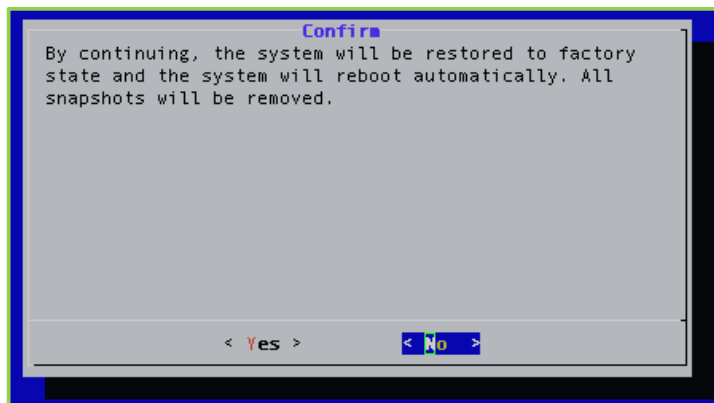 Confirm
By continuing, the system will be restored to factory
state and the system will reboot automatically. All
snapshots will be removed.
< Yes > < No >